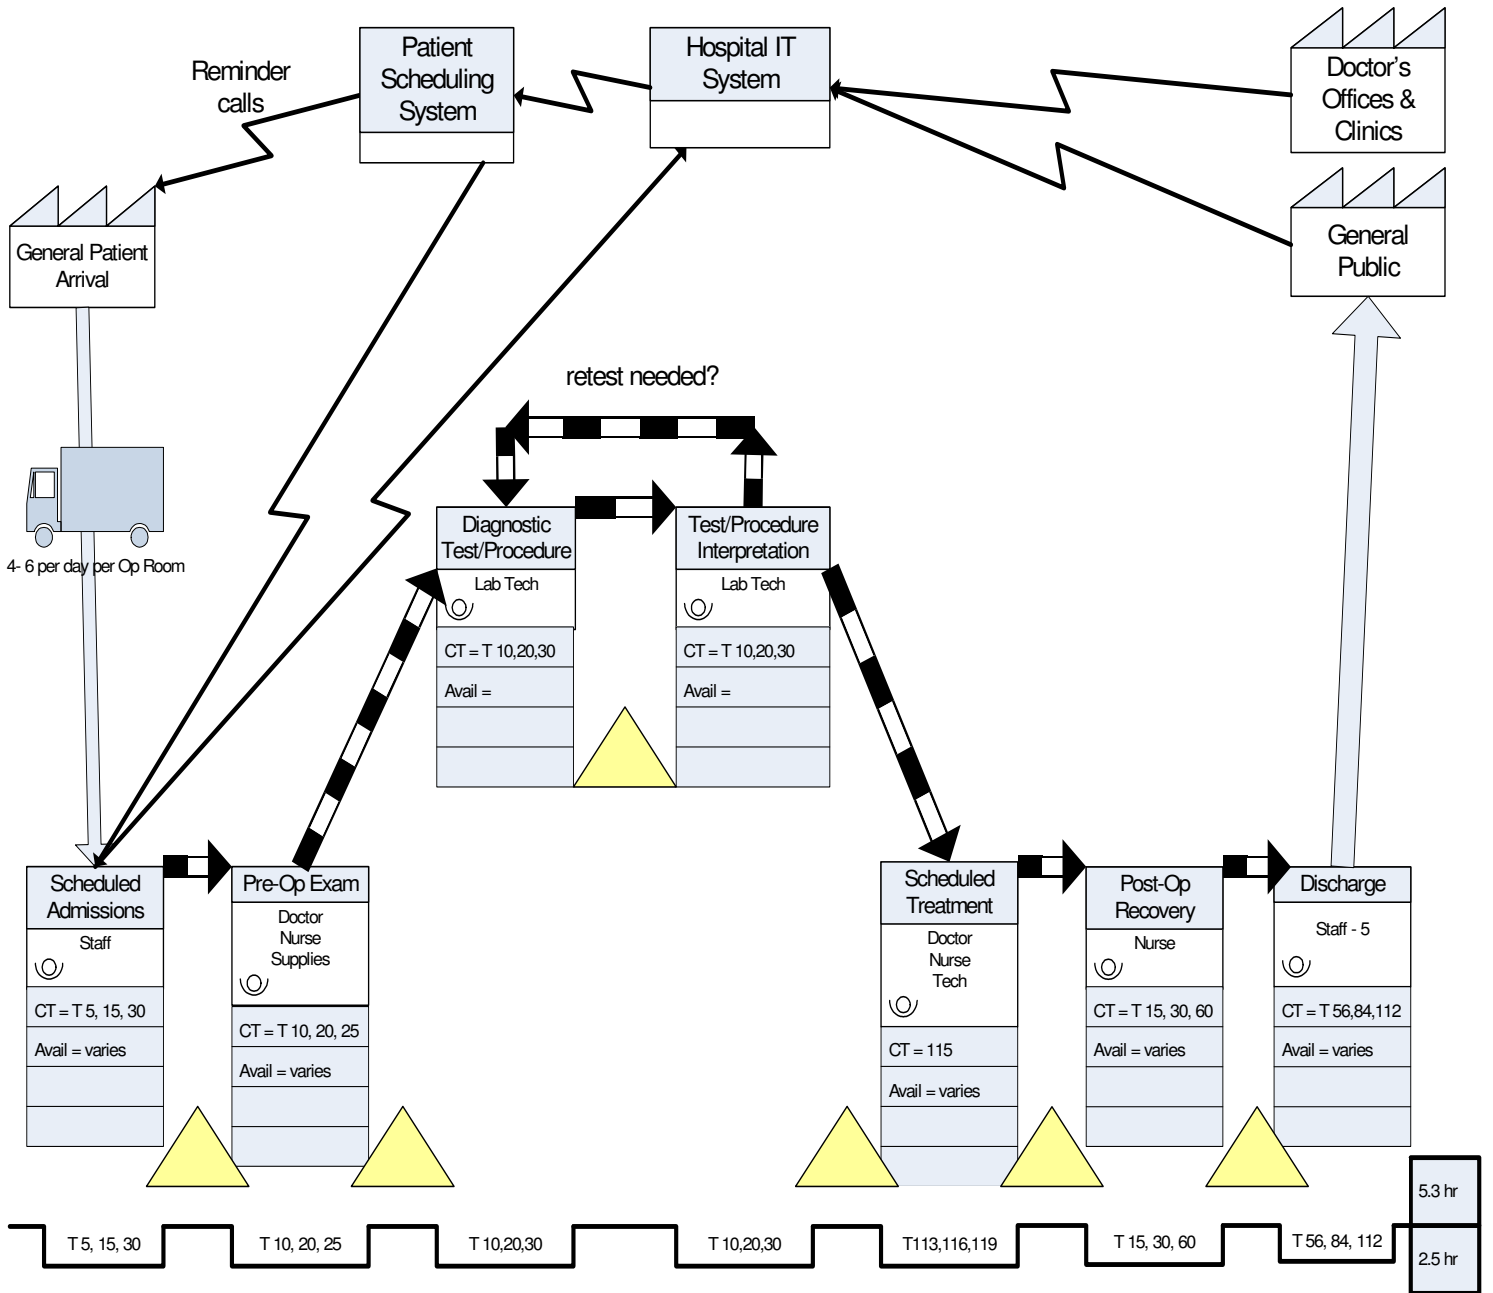 Patient
Scheduling
System
Hospital IT
System
Doctor's
Offices &
Clinics
Reminder
calls
General
Public
General Patient
Arrival
retest needed?
4- 6 per day per Op Room
Diagnostic
Test/Procedure
Lab Tech
CT = T 10,20,30
Avail =
Test/Procedure
Interpretation
Lab Tech
CT = T 10,20,30
Avail =
Scheduled
Admissions
Staff
CT = T 5, 15, 30
Avail = varies
Pre-Op Exam
Doctor
Nurse
Supplies
CT = T 10, 20, 25
Avail = varies
Scheduled
Treatment
Doctor
Nurse
Tech
CT = 115
Avail = varies
Post-Op
Recovery
Nurse
CT = T 15, 30, 60
Avail = varies
Discharge
Staff - 5
CT = T 56,84,112
Avail = varies
5.3 hr
T 5, 15, 30
T 10, 20, 25
T 10,20,30
T 10,20,30
T113,116,119
T 15, 30, 60
T 56, 84, 112
2.5 hr